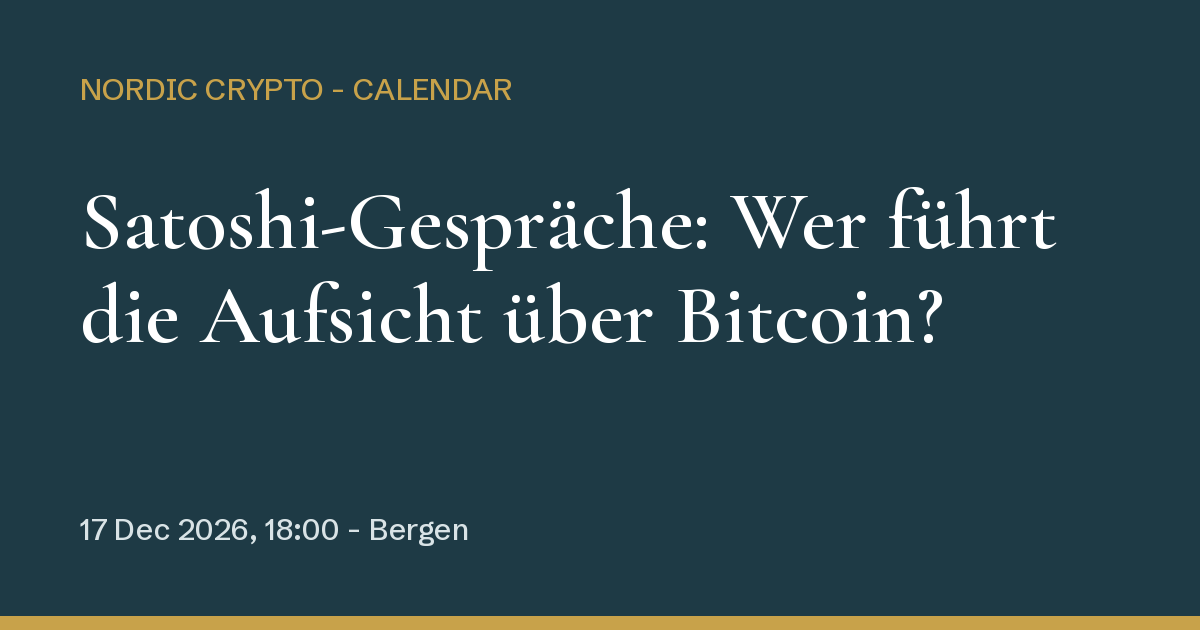 NORDIC CRYPTO - CALENDAR
Satoshi-Gespräche: Wer führt
die Aufsicht über Bitcoin?
17 Dec 2026, 18:00 - Bergen